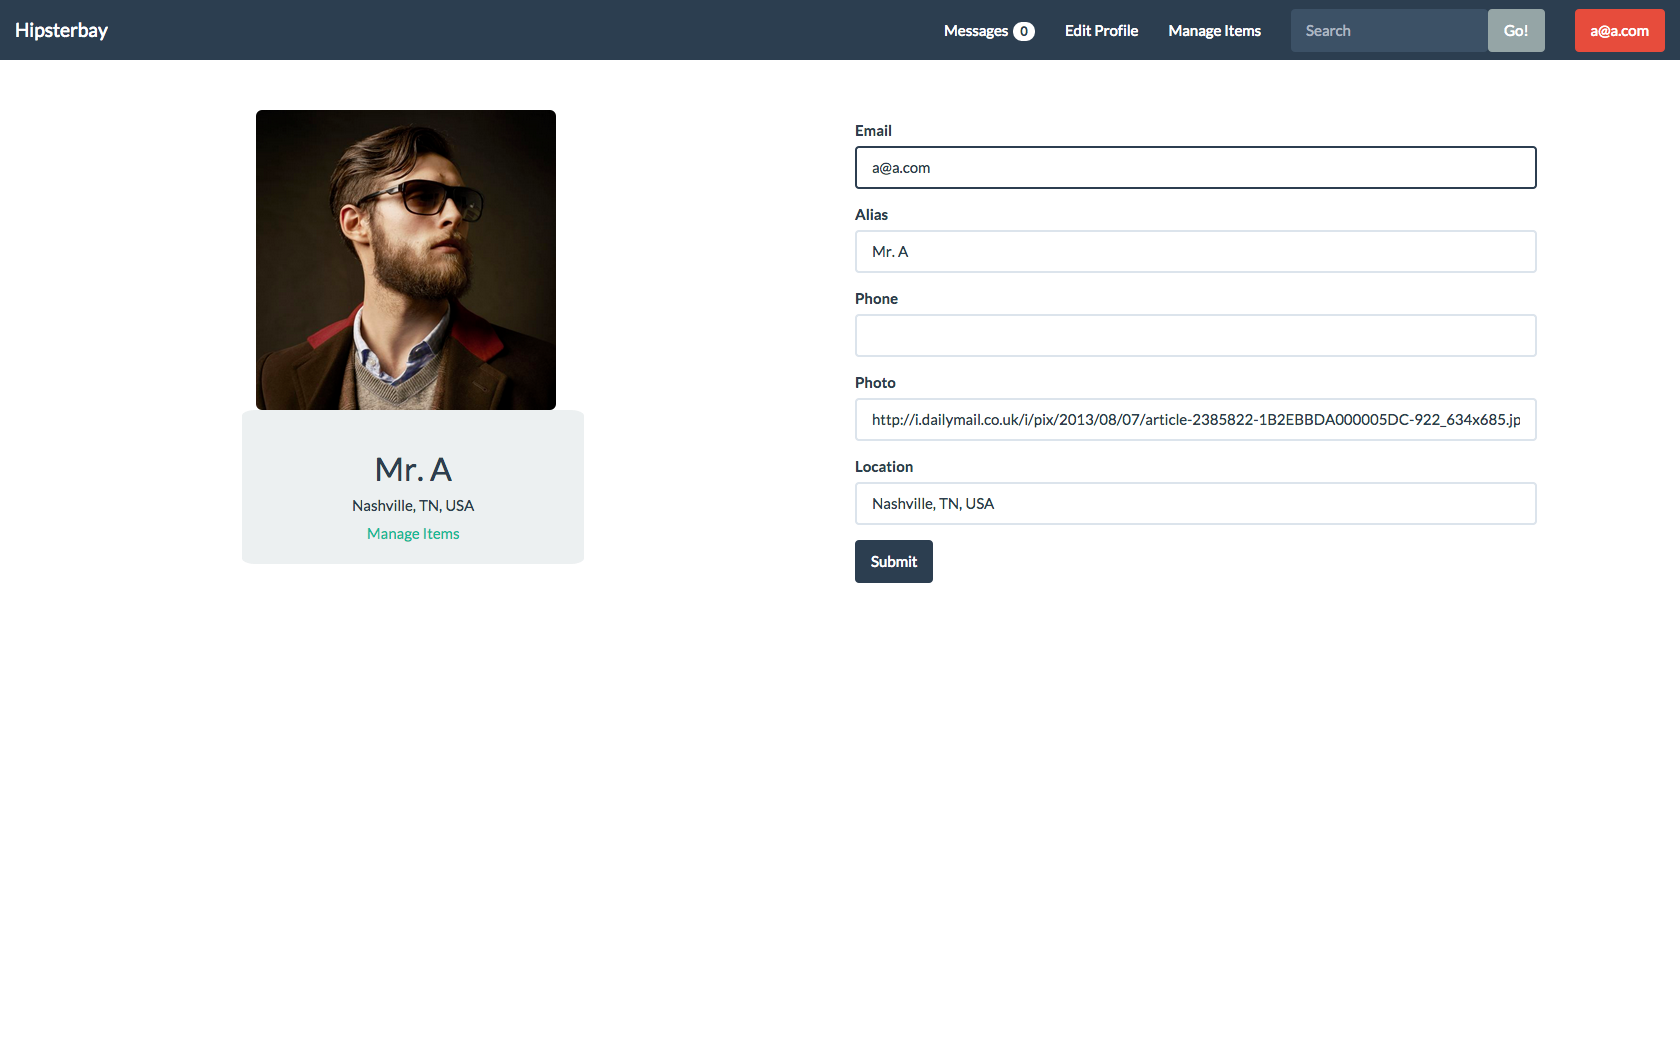 Hipsterbay
Messages 0 Edit Profile Manage Items Search Go! a@a.com
Mr. A
Nashville, TN, USA
Manage Items
Email
a@a.com
Alias
Mr. A
Phone
Photo
http://i.dailymail.co.uk/i/pix/2013/08/07/article-2385822-1B2EBBDA000005DC-922_634x685.jp
Location
Nashville, TN, USA
Submit